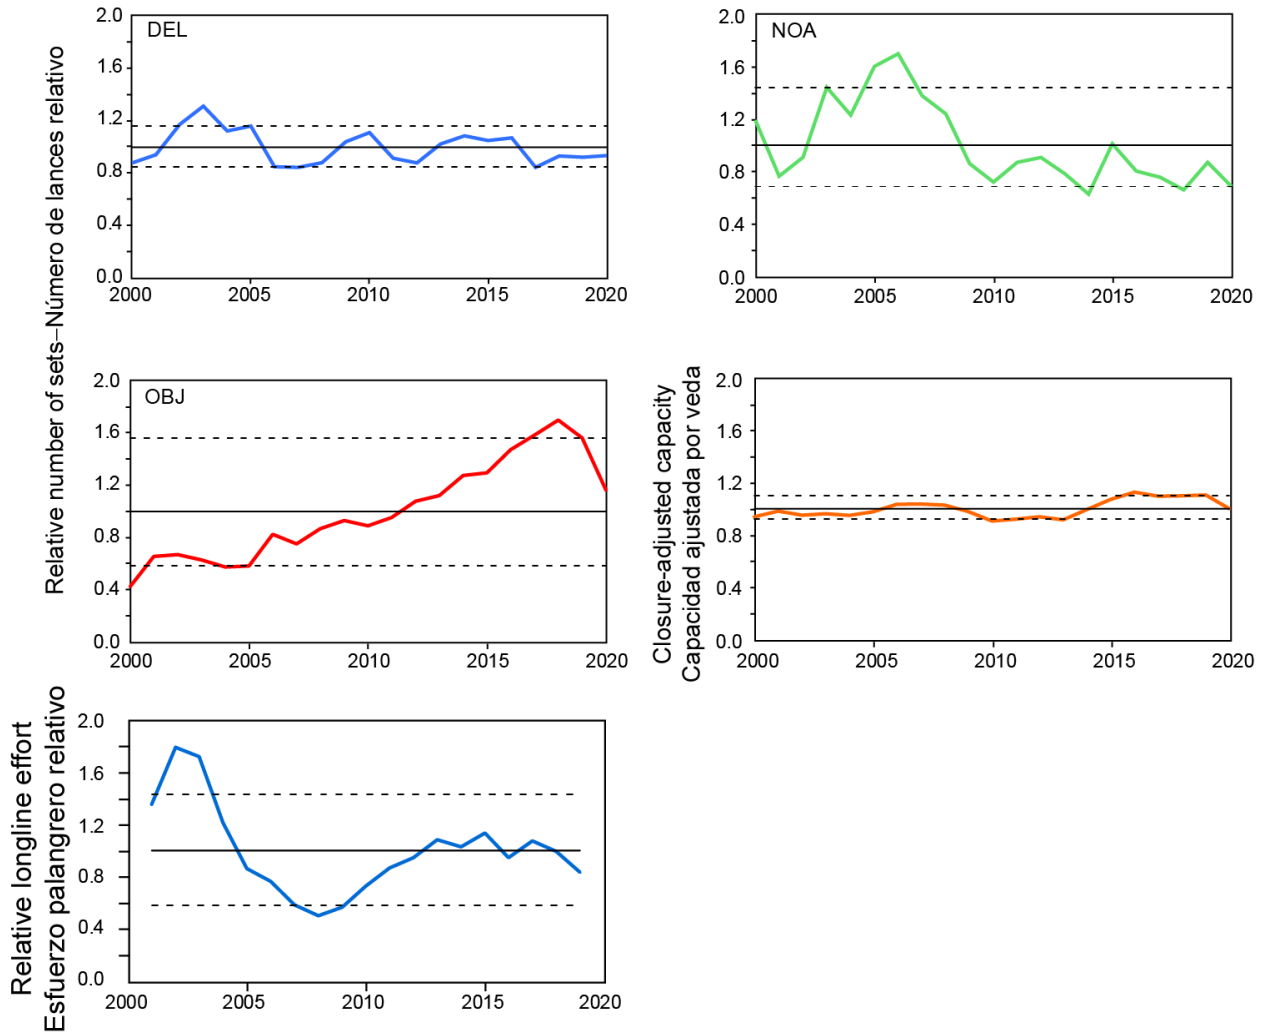 Relative number of sets–Número de lances relativo
DEL
2.0
1.6
1.2
0.8
0.4
0.0
2000 2005 2010 2015 2020
NOA
2.0
1.6
1.2
0.8
0.4
0.0
2000 2005 2010 2015 2020
OBJ
2.0
1.6
1.2
0.8
0.4
0.0
2000 2005 2010 2015 2020
Closure-adjusted capacity
Capacidad ajustada por veda
2.0
1.6
1.2
0.8
0.4
0.0
2000 2005 2010 2015 2020
Relative longline effort
Esfuerzo palangrero relativo
2.0
1.6
1.2
0.8
0.4
0.0
2000 2005 2010 2015 2020